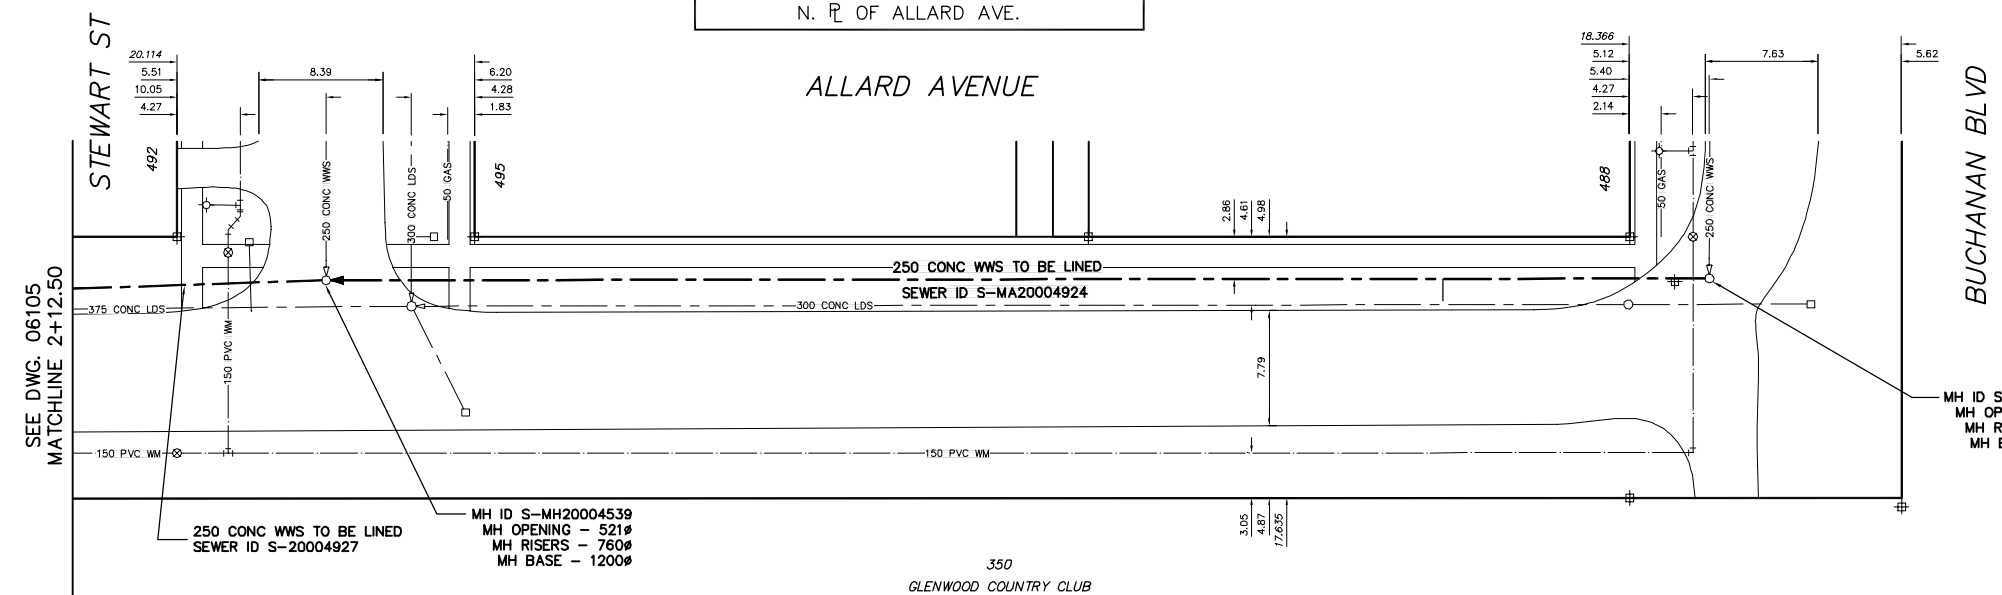 N. ⅊ OF ALLARD AVE.
STEWART ST
20.114
5.51
10.05
4.27
8.39
6.20
4.28
1.83
ALLARD AVENUE
18.366
5.12
5.40
4.27
2.14
7.63
5.62
BUCHANAN BLVD
492
250 CONC WWS
300 CONC LDS
50 GAS
495
2.86
4.61
4.98
488
50 GAS
250 CONC WWS
250 CONC WWS TO BE LINED
SEWER ID S-MA20004924
375 CONC LDS
300 CONC LDS
150 PVC WM
7.79
SEE DWG. 06105
MATCHLINE 2+12.50
150 PVC WM
150 PVC WM
MH ID S
MH OP
MH R
MH B
250 CONC WWS TO BE LINED
SEWER ID S-20004927
MH ID S-MH20004539
MH OPENING - 521ø
MH RISERS - 760ø
MH BASE - 1200ø
3.05
4.87
17.635
350
GLENWOOD COUNTRY CLUB